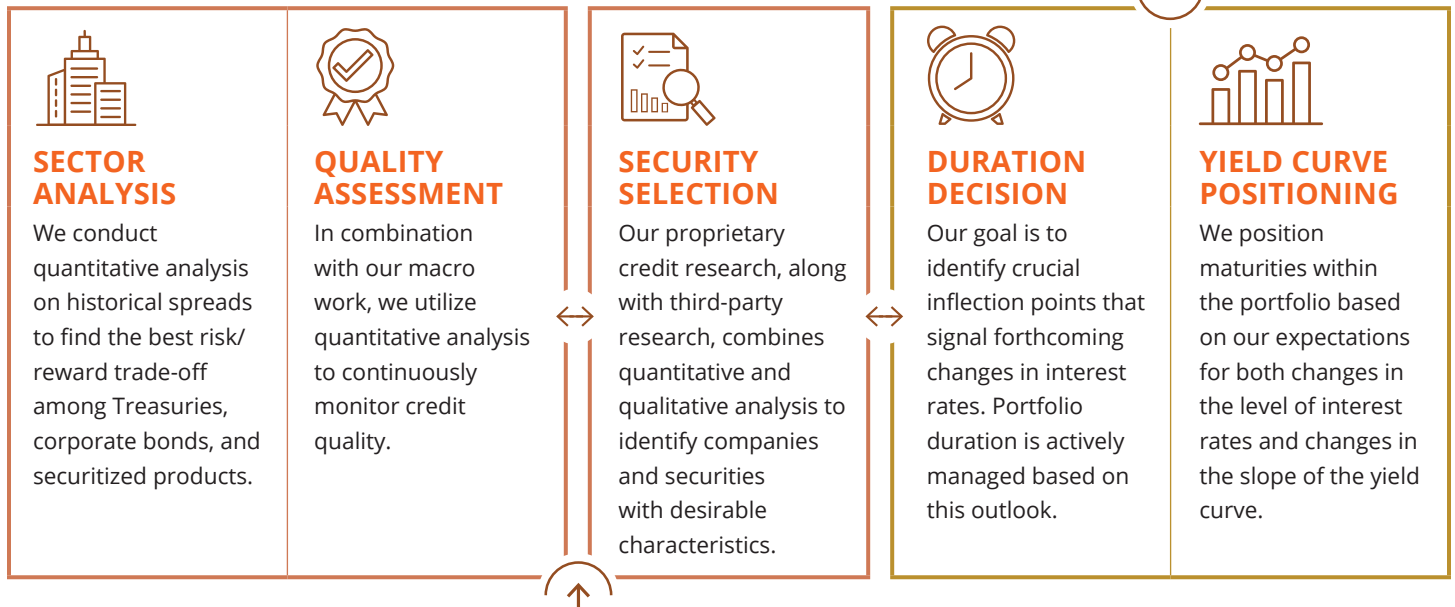 SECTOR
ANALYSIS
We conduct
quantitative analysis
on historical spreads
to find the best risk/
reward trade-off
among Treasuries,
corporate bonds, and
securitized products.
QUALITY
ASSESSMENT
In combination
with our macro
work, we utilize
quantitative analysis
to continuously
monitor credit
quality.
SECURITY
SELECTION
Our proprietary
credit research, along
with third-party
research, combines
quantitative and
qualitative analysis to
identify companies
and securities
with desirable
characteristics.
DURATION
DECISION
Our goal is to
identify crucial
inflection points that
signal forthcoming
changes in interest
rates. Portfolio
duration is actively
managed based on
this outlook.
YIELD CURVE
POSITIONING
We position
maturities within
the portfolio based
on our expectations
for both changes in
the level of interest
rates and changes in
the slope of the yield
curve.